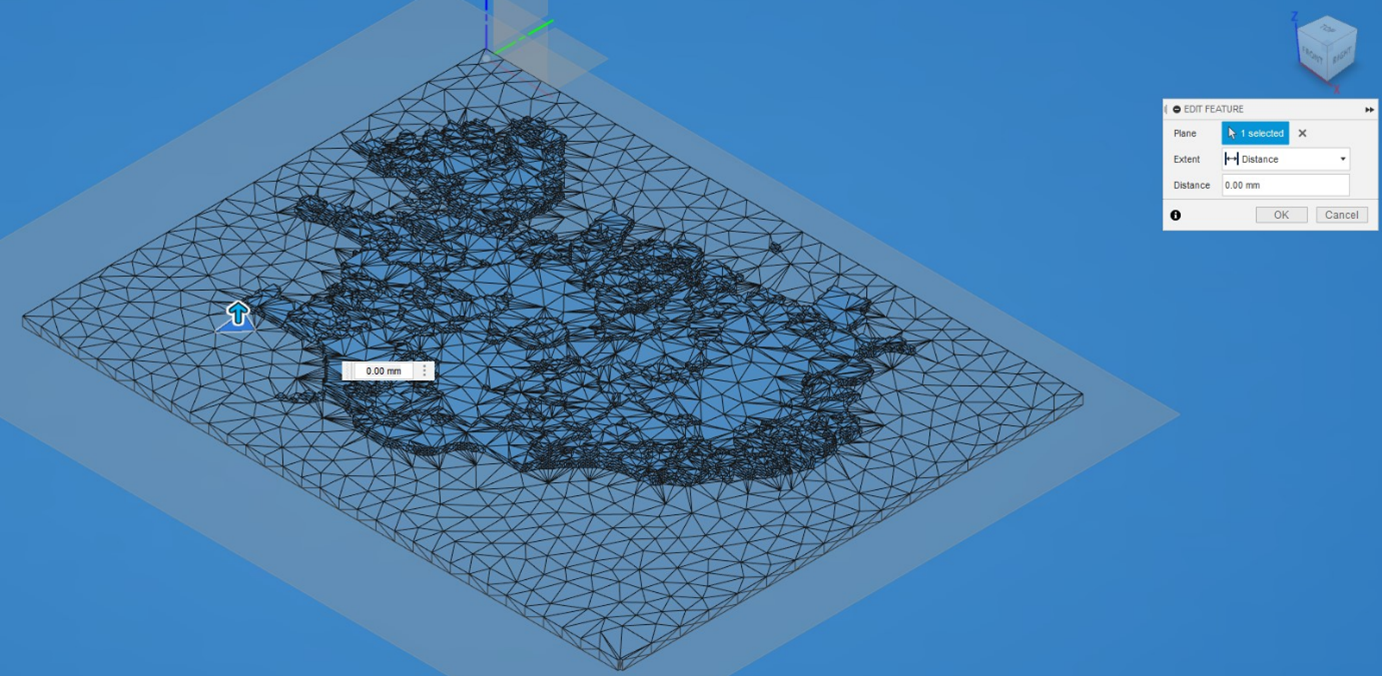 Z
TOP
FRONT
RIGHT
X
EDIT FEATURE
Plane
1 selected
Extent
Distance
Distance
0.00 mm
OK
Cancel
0.00 mm